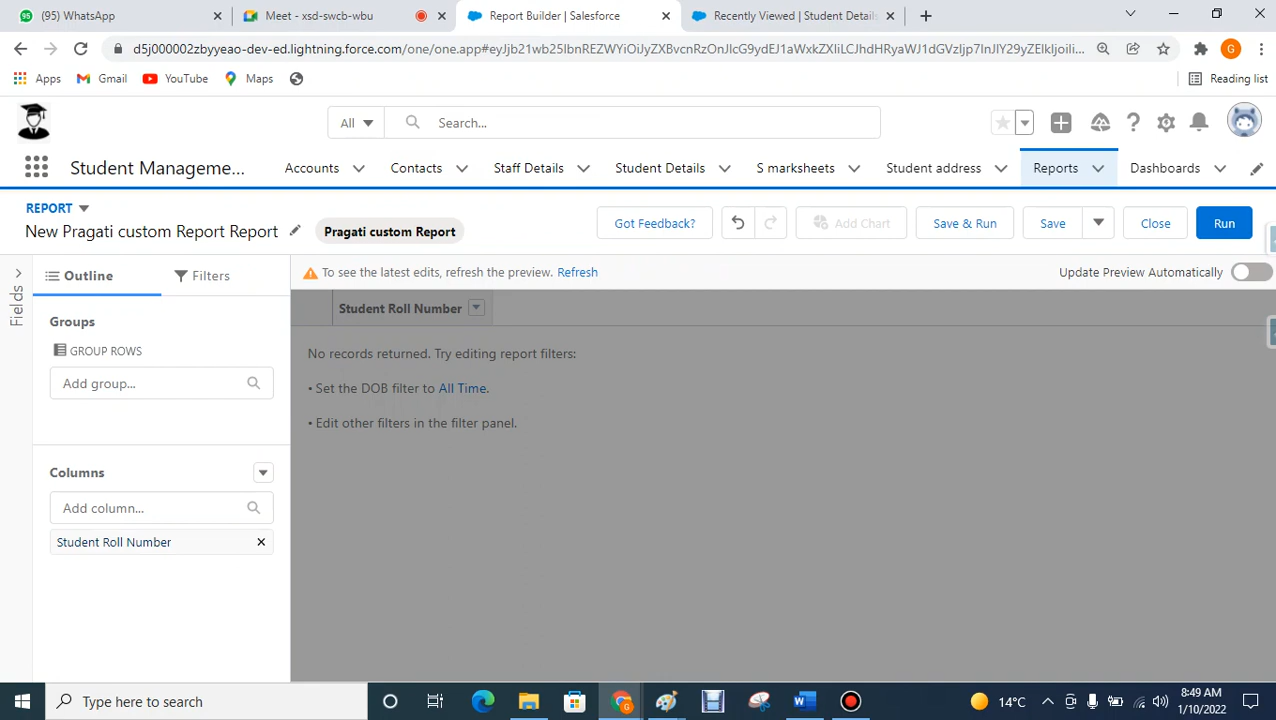 (95) WhatsApp
Meet - xsd-swcb-wbu
Report Builder | Salesforce
Recently Viewed | Student Details
d5j000002zbyyeao-dev-ed.lightning.force.com
Apps Gmail YouTube Maps Reading list
G
All Search...
Student Manageme... Accounts Contacts Staff Details Student Details S marksheets Student address Reports Dashboards
REPORT
New Pragati custom Report Report Pragati custom Report
Got Feedback? Add Chart Save & Run Save Close Run
Fields
Outline Filters
To see the latest edits, refresh the preview. Refresh Update Preview Automatically
Groups
GROUP ROWS
Add group...
Columns
Add column...
Student Roll Number
Student Roll Number
No records returned. Try editing report filters:
• Set the DOB filter to All Time.
• Edit other filters in the filter panel.
Type here to search
14°C
8:49 AM
1/10/2022